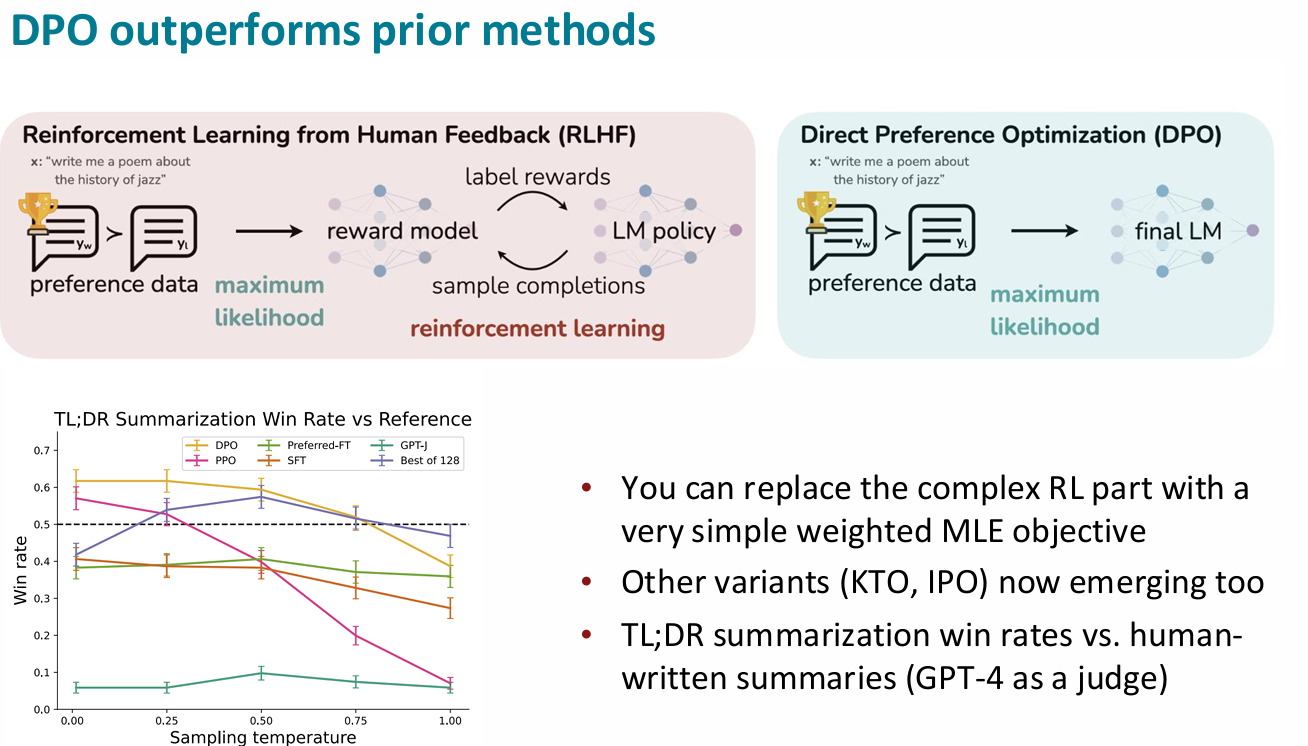 DPO outperforms prior methods
Reinforcement Learning from Human Feedback (RLHF)
x: “write me a poem about
the history of jazz”
label rewards
yw
yl
reward model
LM policy
preference data
maximum
likelihood
sample completions
reinforcement learning
Direct Preference Optimization (DPO)
x: “write me a poem about
the history of jazz”
yw
yl
final LM
preference data
maximum
likelihood
TL;DR Summarization Win Rate vs Reference
DPO
PPO
Preferred-FT
SFT
GPT-J
Best of 128
Win rate
0.7
0.6
0.5
0.4
0.3
0.2
0.1
0.0
0.00
0.25
0.50
0.75
1.00
Sampling temperature
• You can replace the complex RL part with a
very simple weighted MLE objective
• Other variants (KTO, IPO) now emerging too
• TL;DR summarization win rates vs. human-
written summaries (GPT-4 as a judge)